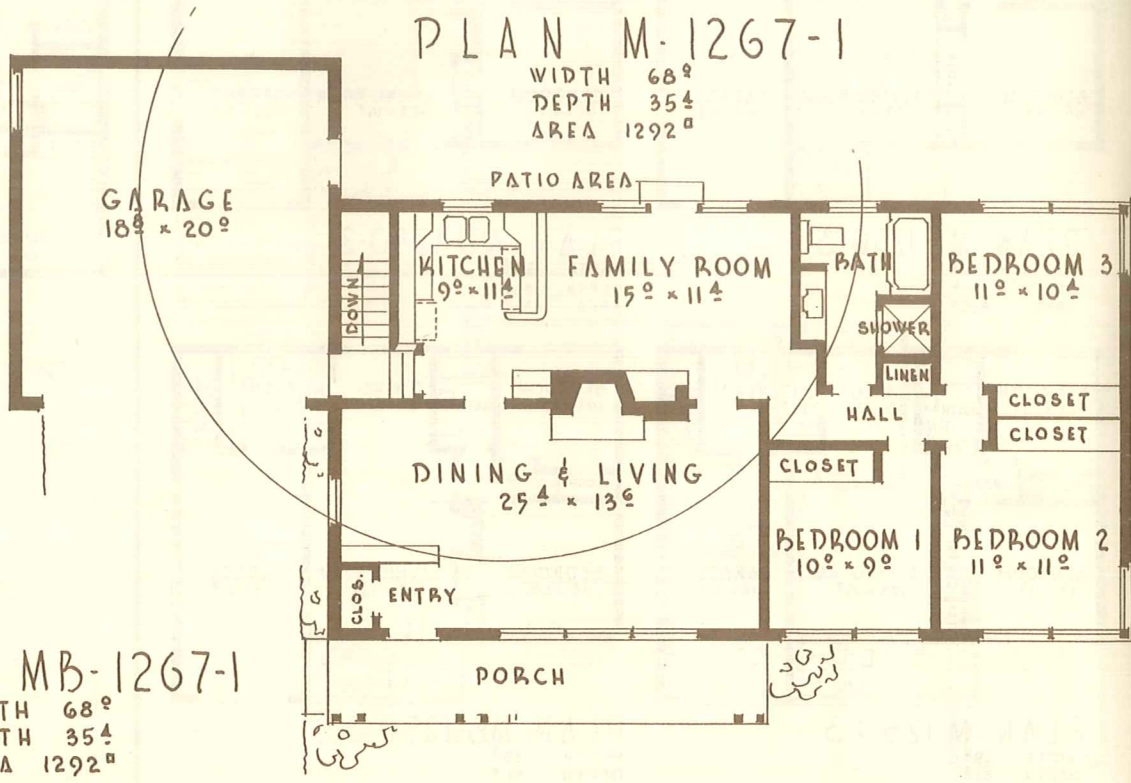 PLAN M-1267-1
WIDTH 68⁰
DEPTH 35⁴
AREA 1292□
PATIO AREA
GARAGE
18⁸ x 20⁰
KITCHEN
9⁰ x 11⁴
FAMILY ROOM
15⁰ x 11⁴
BATH
BEDROOM 3
11⁰ x 10⁴
DOWN
SHOWER
LINEN
HALL
CLOSET
CLOSET
DINING & LIVING
25⁴ x 13⁶
CLOSET
BEDROOM 1
10⁰ x 9⁰
BEDROOM 2
11⁰ x 11⁰
CLOS.
ENTRY
PORCH
MB-1267-1
TH 68⁰
TH 35⁴
A 1292□